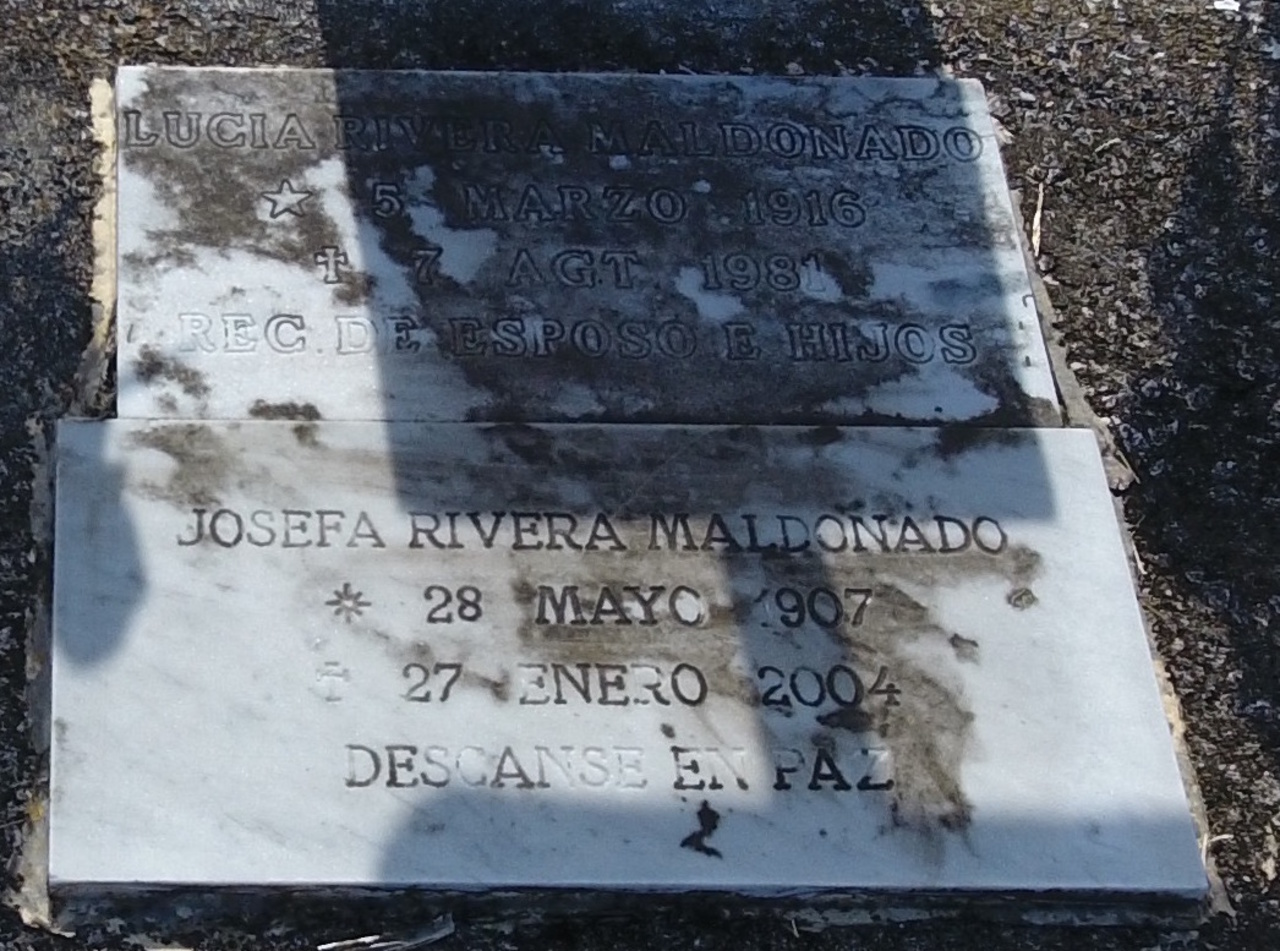 LUCIA RIVERA MALDONADO
☆ 5 MARZO 1916
✝ 7 AGT 1981
REC. DE ESPOSO E HIJOS
JOSEFA RIVERA MALDONADO
* 28 MAYO 1907
✝ 27 ENERO 2004
DESCANSE EN PAZ